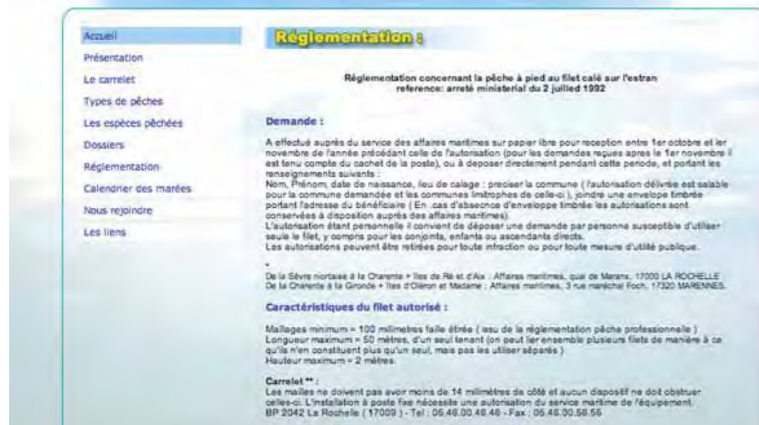 Accueil
Présentation
Le carrelet
Types de pêches
Les espèces pêchées
Dossiers
Réglementation
Calendrier des marées
Nous rejoindre
Les liens
Réglementation :
Réglementation concernant la pêche à pied au filet calé sur l'estran
reference: arreté ministerial du 2 juilled 1992
Demande :
A effectué auprès du service des affaires maritimes sur papier libre pour reception entre 1er octobre et 1er
novembre de l'année précédant celle de l'autorisation (pour les demandes reçues apres le 1er novembre il
est tenu compte du cachet de la poste), ou à deposer directement pendant cette periode, et portant les
renseignements suivants :
Nom, Prénom, date de naissance, lieu de calage : preciser la commune ( l'autorisation délivrée est salable
pour la commune demandée et les communes limitrophes de celle-ci ), joindre une envelope timbrée
portant l'adresse du bénéficiaire ( En .cas d'absecnce d'enveloppe timbrée les autorisations sont
conservées à disposition auprès des affaires maritimes).
L'autorisation étant personnelle il convient de déposer une demande par personne susceptible d'utiliser
seule le filet, y compris pour les conjoints, enfants ou ascendants directs.
Les autorisations peuvent être retirées pour toute infraction ou pour toute mesure d'utilité publique.
*
De la Sèvre niortaise à la Charente + îles de Ré et d'Aix : Affaires maritimes, quai de Marans, 17000 LA ROCHELLE
De la Charente à la Gironde + îles d'Oléron et Madame : Affaires maritimes, 3 rue maréchal Foch, 17320 MARENNES.
Caractéristiques du filet autorisé :
Maillages minimum = 100 milimetres faille étirée ( issu de la réglementation pêche professionnelle )
Longueur maximum = 50 mètres, d'un seul tenant (on peut lier ensemble plusieurs filets de manière à ce
qu'ils n'en constituent plus qu'un seul, mais pas les utiliser séparés )
Hauteur maximum = 2 mètres.
Carrelet ** :
Les mailles ne doivent pas avoir moins de 14 millimètres de côté et aucun dispositif ne doit obstruer
celles-ci. L'installation à poste fixe nécessite une autorisation du service maritime de l'équipement.
BP 2042 La Rochelle ( 17009 ) - Tel : 05.46.00.48.48 - Fax : 05.46.00.56.55